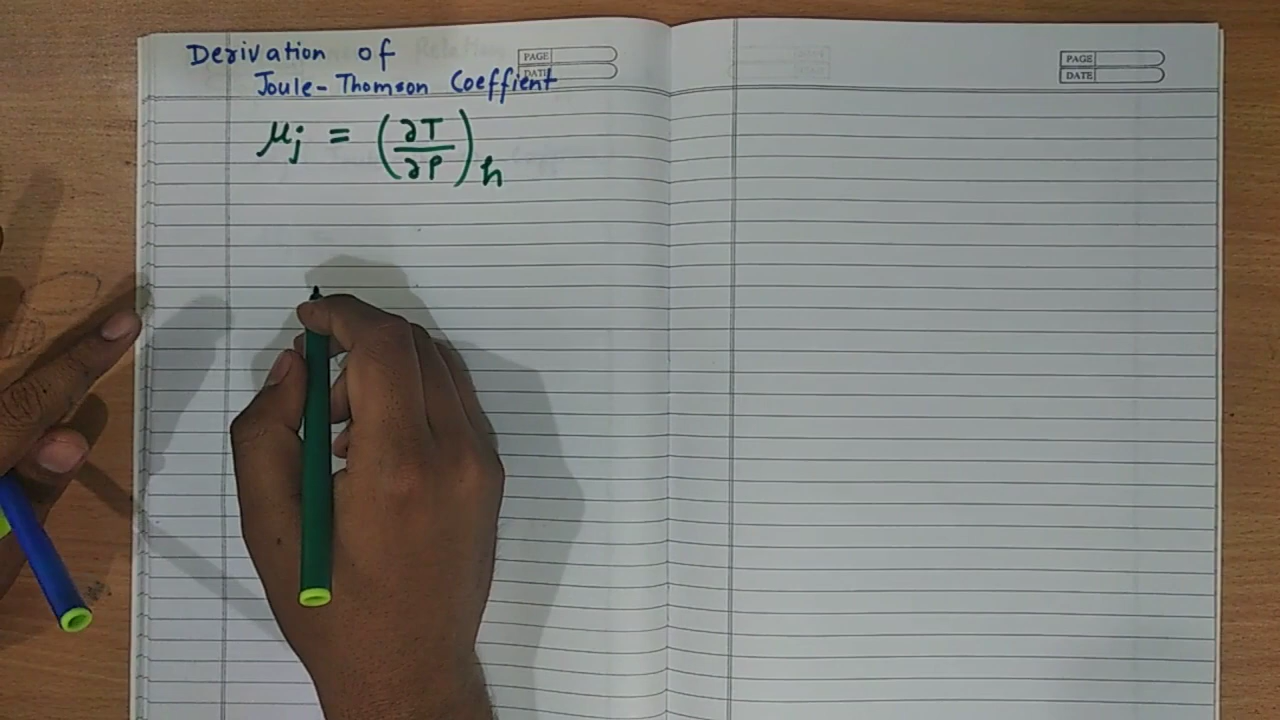 Derivation of
Joule-Thomson Coeffient
μj = (∂T/∂P)h
PAGE
DATE
PAGE
DATE